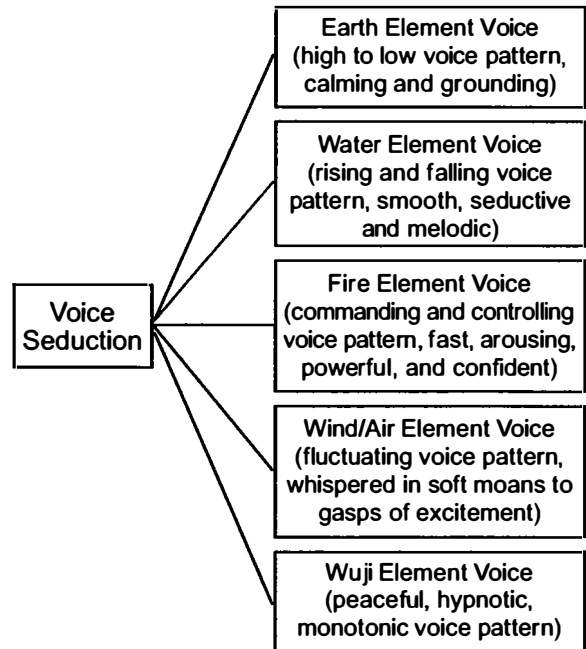 Earth Element Voice
(high to low voice pattern,
calming and grounding)
Water Element Voice
(rising and falling voice
pattern, smooth, seductive
and melodic)
Voice
Seduction
Fire Element Voice
(commanding and controlling
voice pattern, fast, arousing,
powerful, and confident)
Wind/Air Element Voice
(fluctuating voice pattern,
whispered in soft moans to
gasps of excitement)
Wuji Element Voice
(peaceful, hypnotic,
monotonic voice pattern)